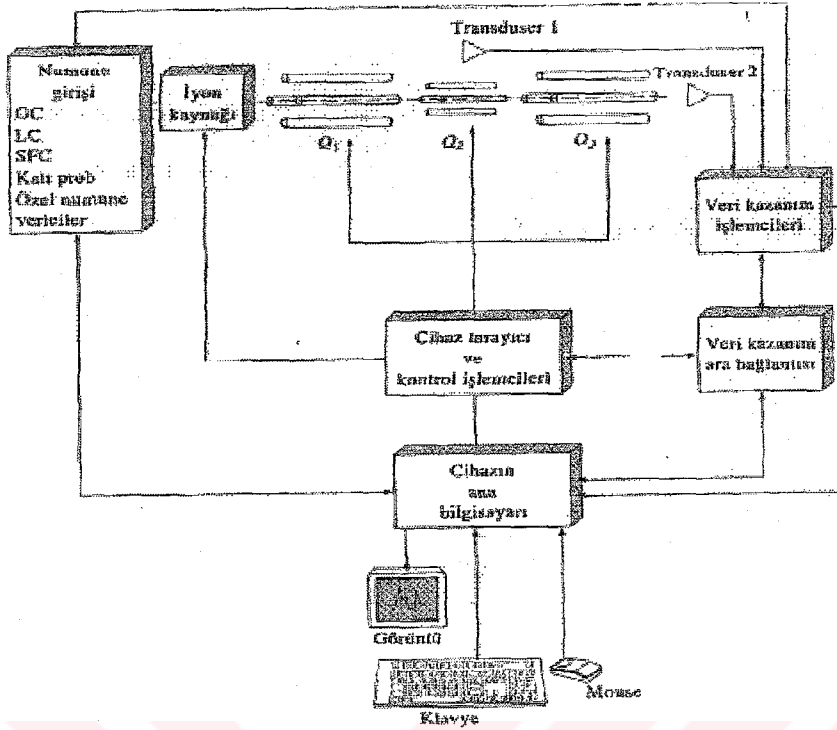 Transduser 1
Numune
girişi
GC
LC
SFC
Katı prob
Özel numune
vericiler
İyon
kaynağı
Transduser 2
Q1
Q2
Q3
Veri kazanım
işlemcileri
Cihaz tarayıcı
ve
kontrol işlemcileri
Veri kazanım
ara bağlantısı
Cihazın
ana
bilgisayarı
Görüntü
Klavye
Mouse